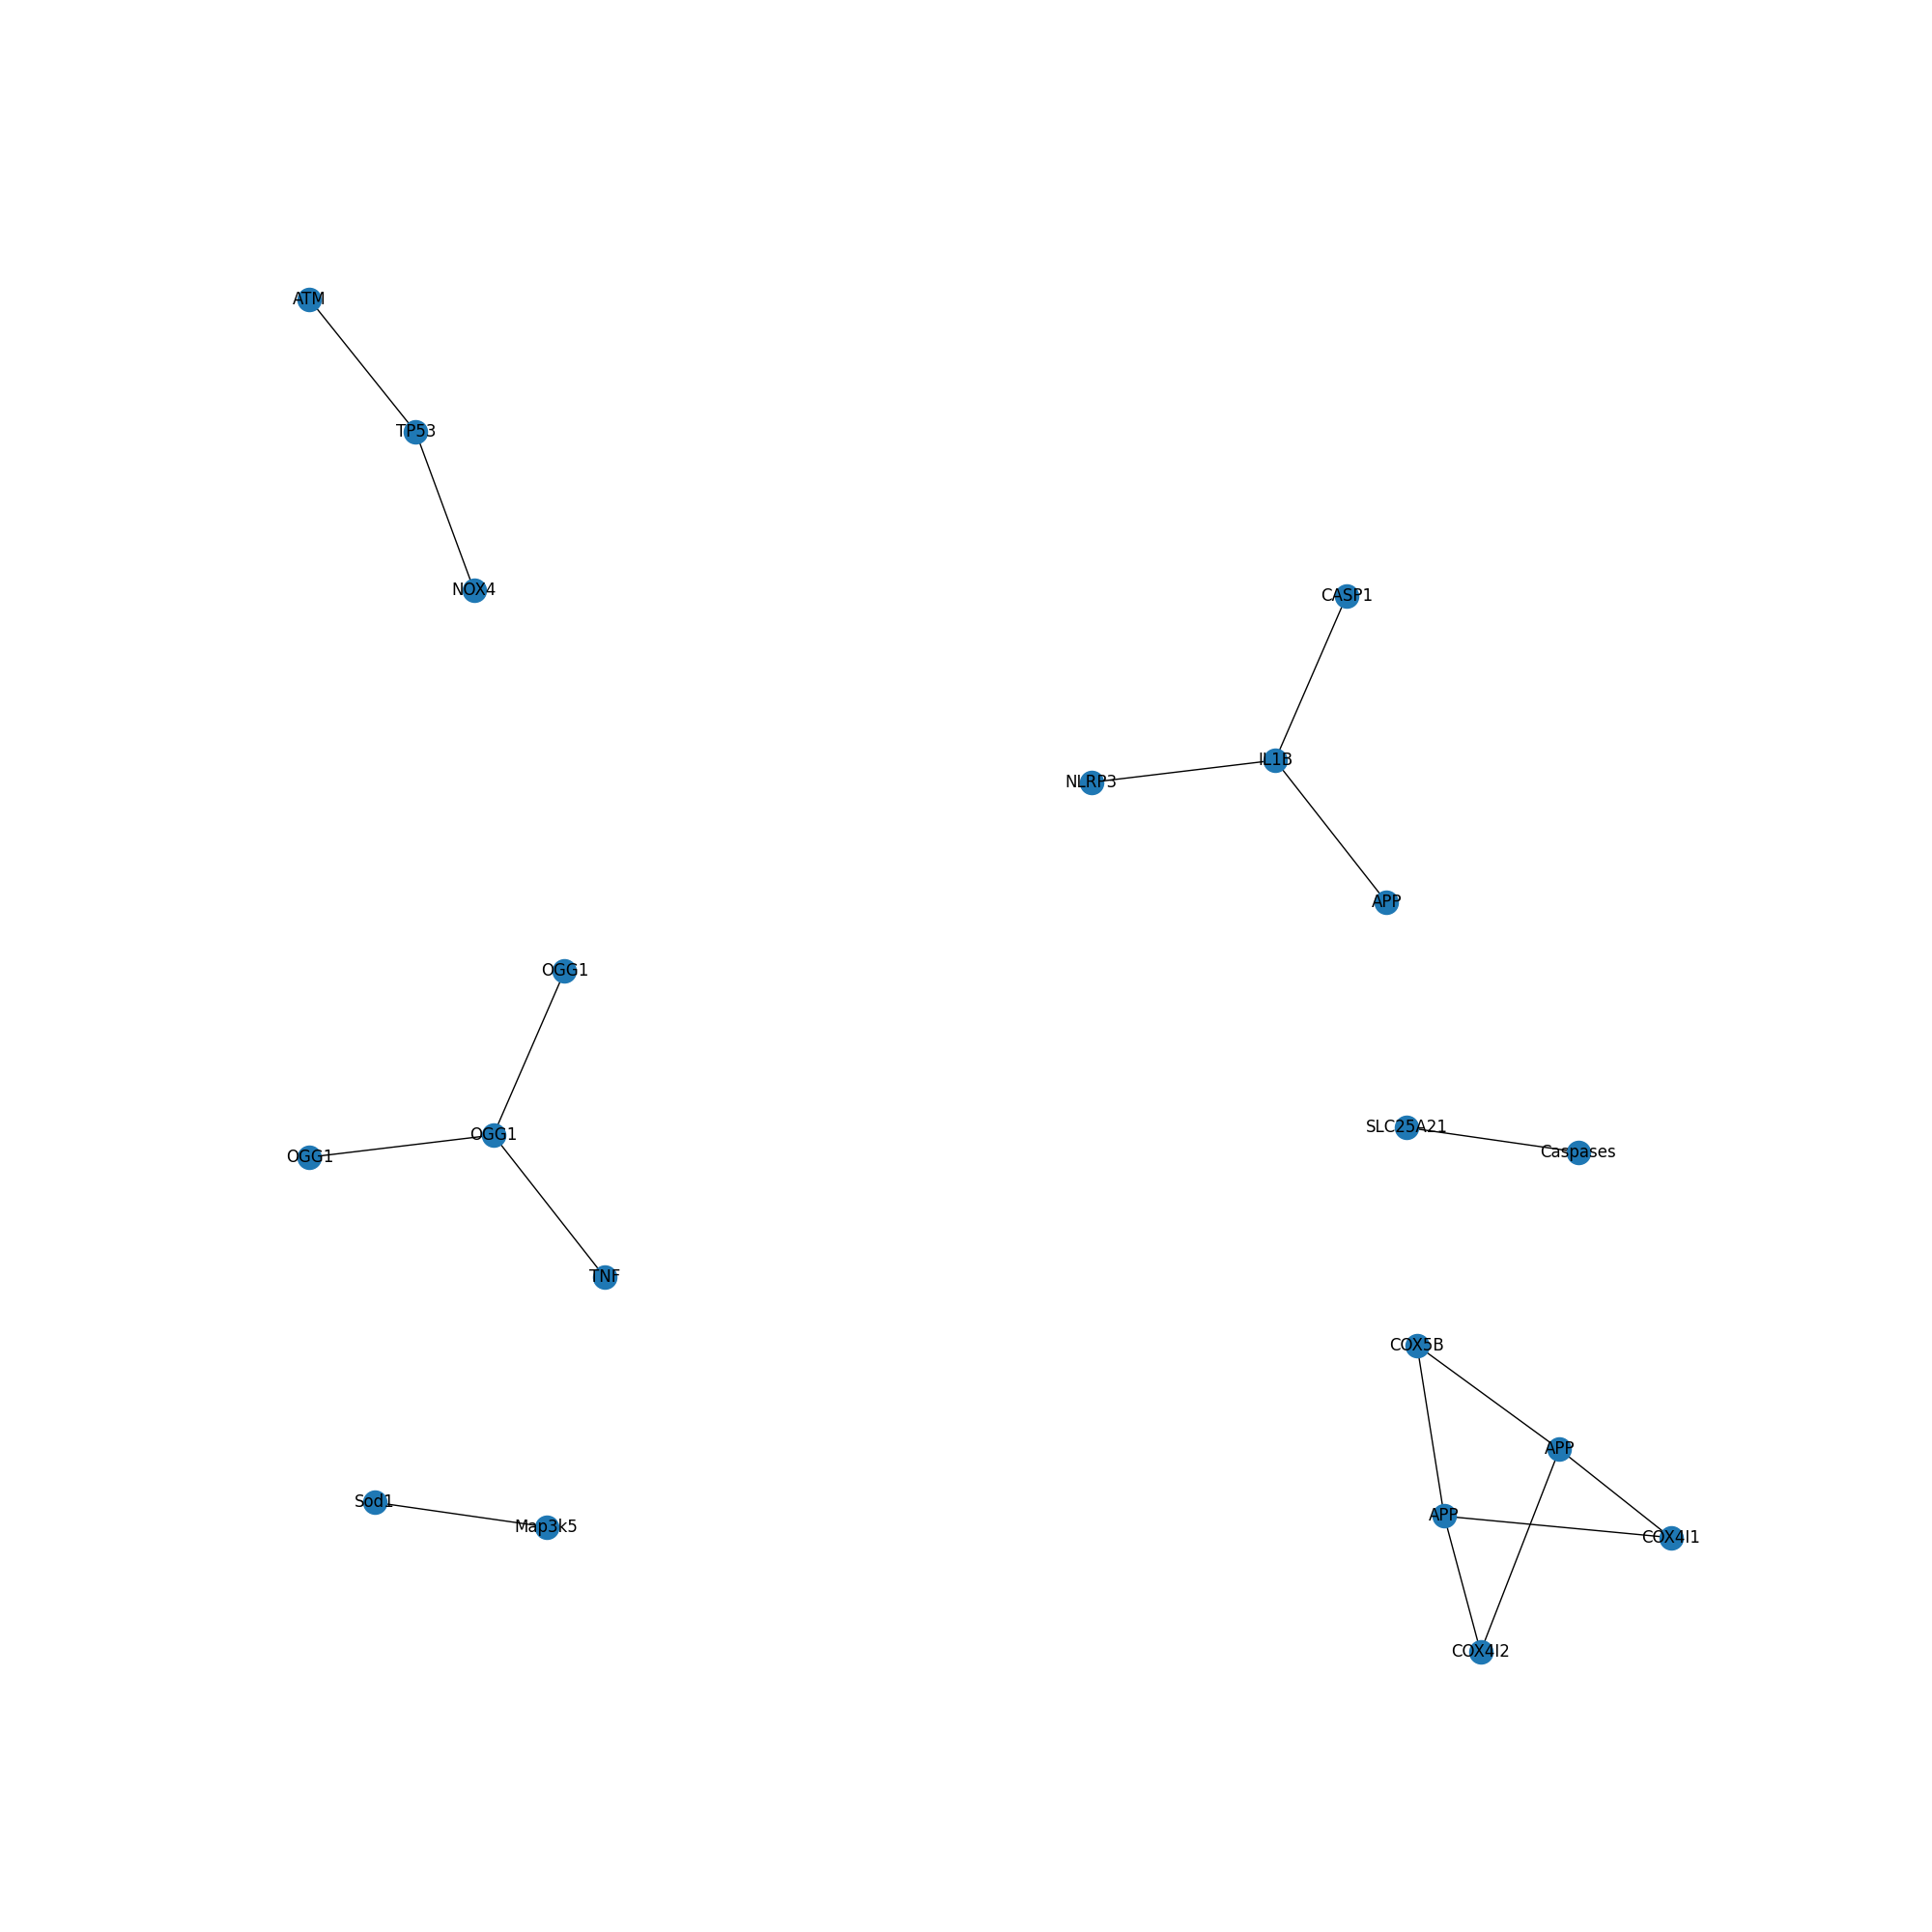 ATM
TP53
NOX4
CASP1
IL1B
NLRP3
APP
OGG1
SLC25A21
OGG1
Caspases
OGG1
TNF
COX5B
APP
Sod1
APP
Map3k5
COX4I1
COX4I2